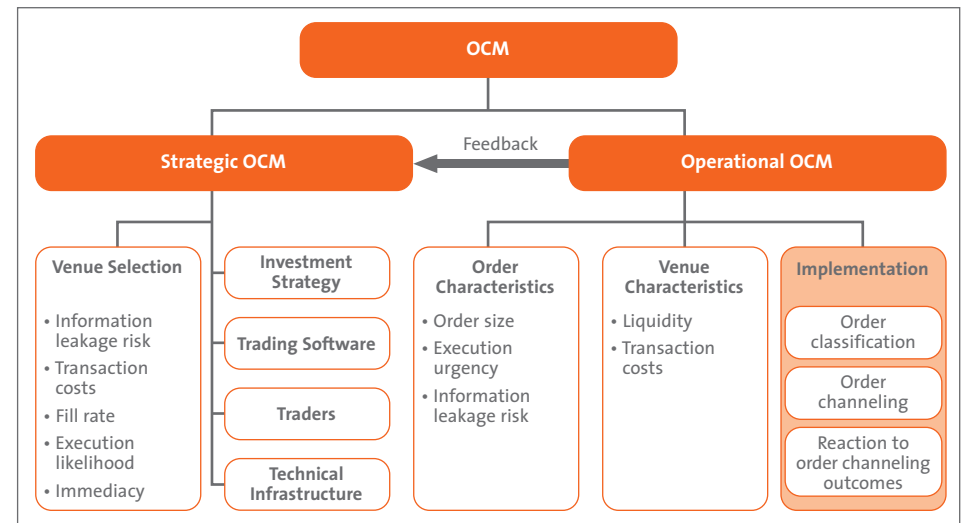 OCM
Strategic OCM
Feedback
Operational OCM
Venue Selection
• Information
leakage risk
• Transaction
costs
• Fill rate
• Execution
likelihood
• Immediacy
Investment
Strategy
Trading Software
Traders
Technical
Infrastructure
Order
Characteristics
• Order size
• Execution
urgency
• Information
leakage risk
Venue
Characteristics
• Liquidity
• Transaction
costs
Implementation
Order
classification
Order
channeling
Reaction to
order channeling
outcomes